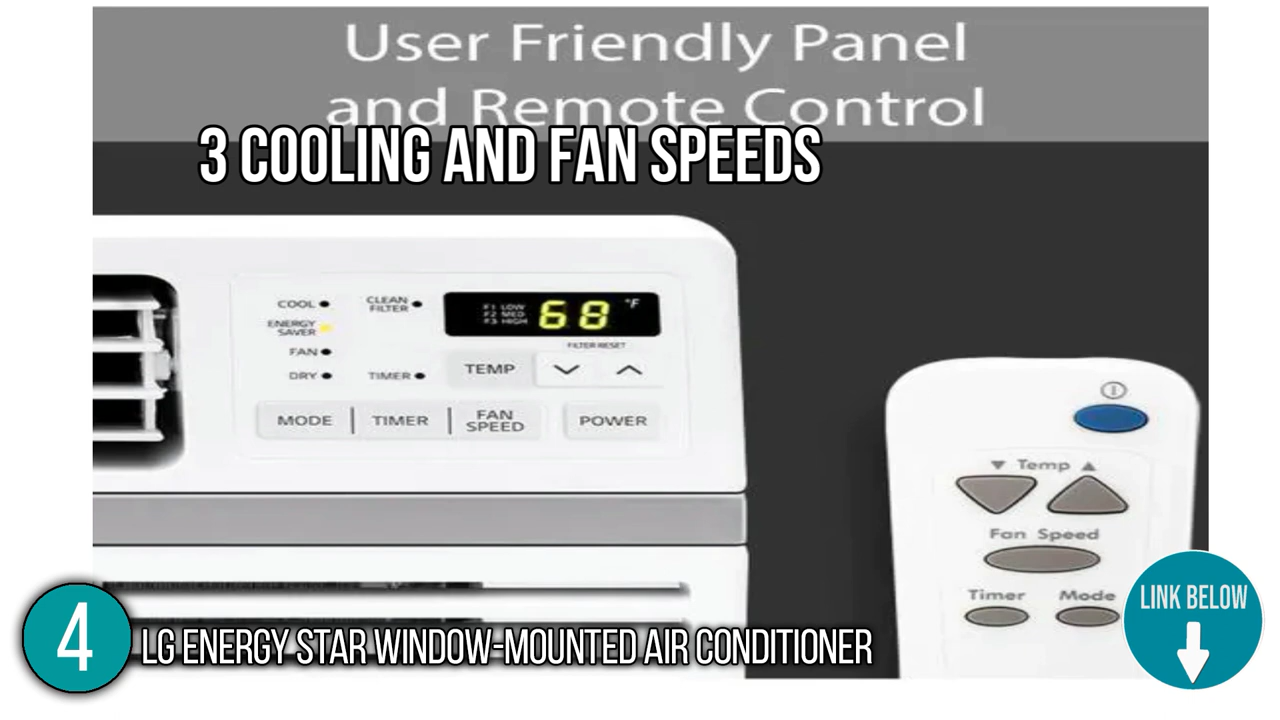 User Friendly Panel
and Remote Control
3 COOLING AND FAN SPEEDS
COOL
CLEAN
FILTER
ENERGY
SAVER
FAN
DRY
TIMER
F1 LOW
F2 MED
F3 HIGH
68 °F
FILTER RESET
TEMP
MODE
TIMER
FAN
SPEED
POWER
Temp
Fan Speed
Timer Mode
4
LG ENERGY STAR WINDOW-MOUNTED AIR CONDITIONER
LINK BELOW